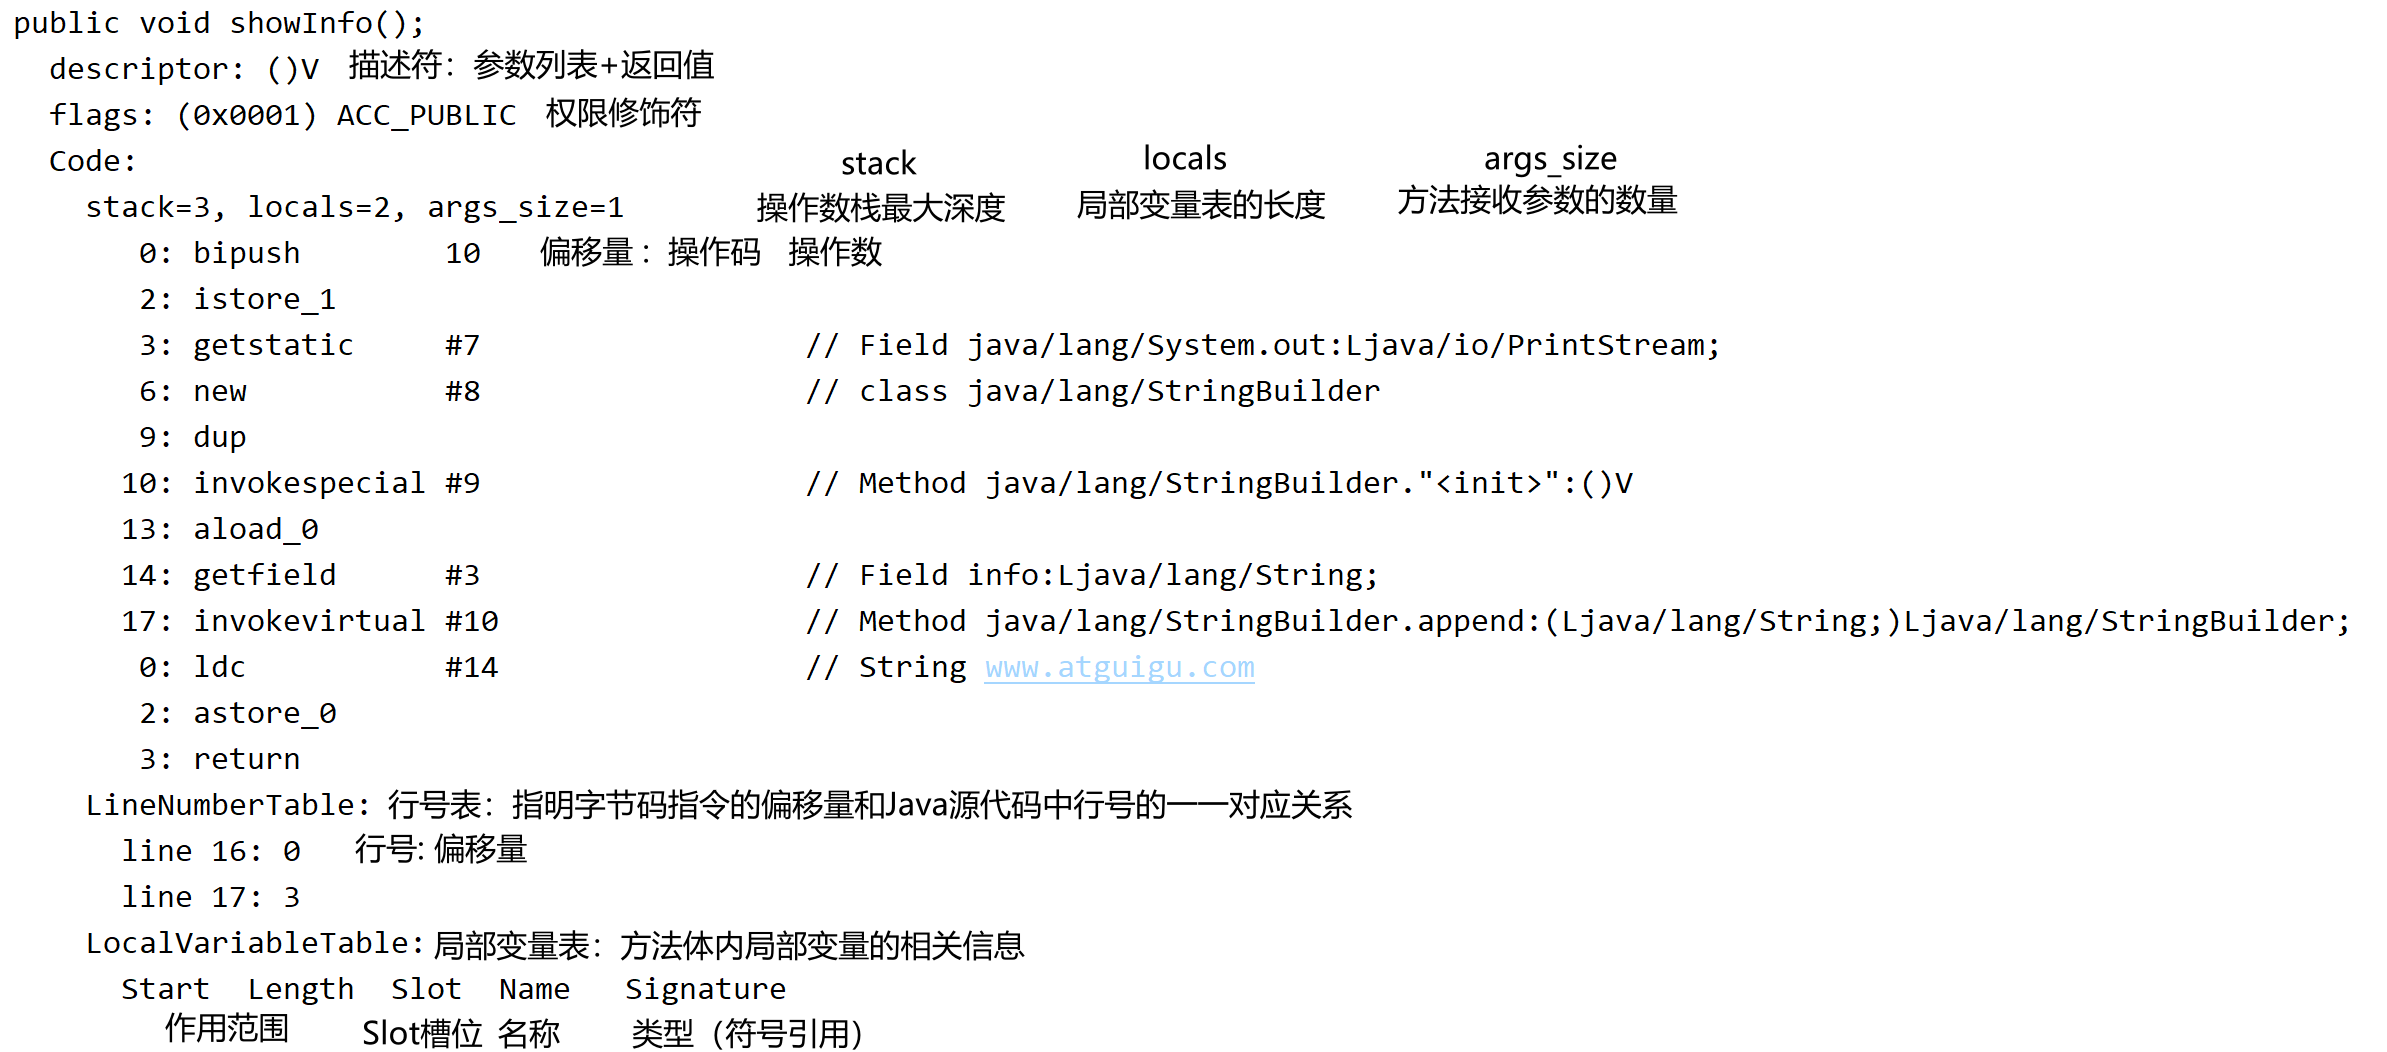 public void showInfo();
descriptor: ()V 描述符：参数列表+返回值
flags: (0x0001) ACC_PUBLIC 权限修饰符
Code:
stack locals args_size
操作数栈最大深度 局部变量表的长度 方法接收参数的数量
stack=3, locals=2, args_size=1
0: bipush 10 偏移量：操作码 操作数
2: istore_1
3: getstatic #7 // Field java/lang/System.out:Ljava/io/PrintStream;
6: new #8 // class java/lang/StringBuilder
9: dup
10: invokespecial #9 // Method java/lang/StringBuilder."<init>":()V
13: aload_0
14: getfield #3 // Field info:Ljava/lang/String;
17: invokevirtual #10 // Method java/lang/StringBuilder.append:(Ljava/lang/String;)Ljava/lang/StringBuilder;
0: ldc #14 // String www.atguigu.com
2: astore_0
3: return
LineNumberTable: 行号表：指明字节码指令的偏移量和Java源代码中行号的一一对应关系
line 16: 0 行号: 偏移量
line 17: 3
LocalVariableTable: 局部变量表：方法体内局部变量的相关信息
Start Length Slot Name Signature
作用范围 Slot槽位 名称 类型（符号引用）